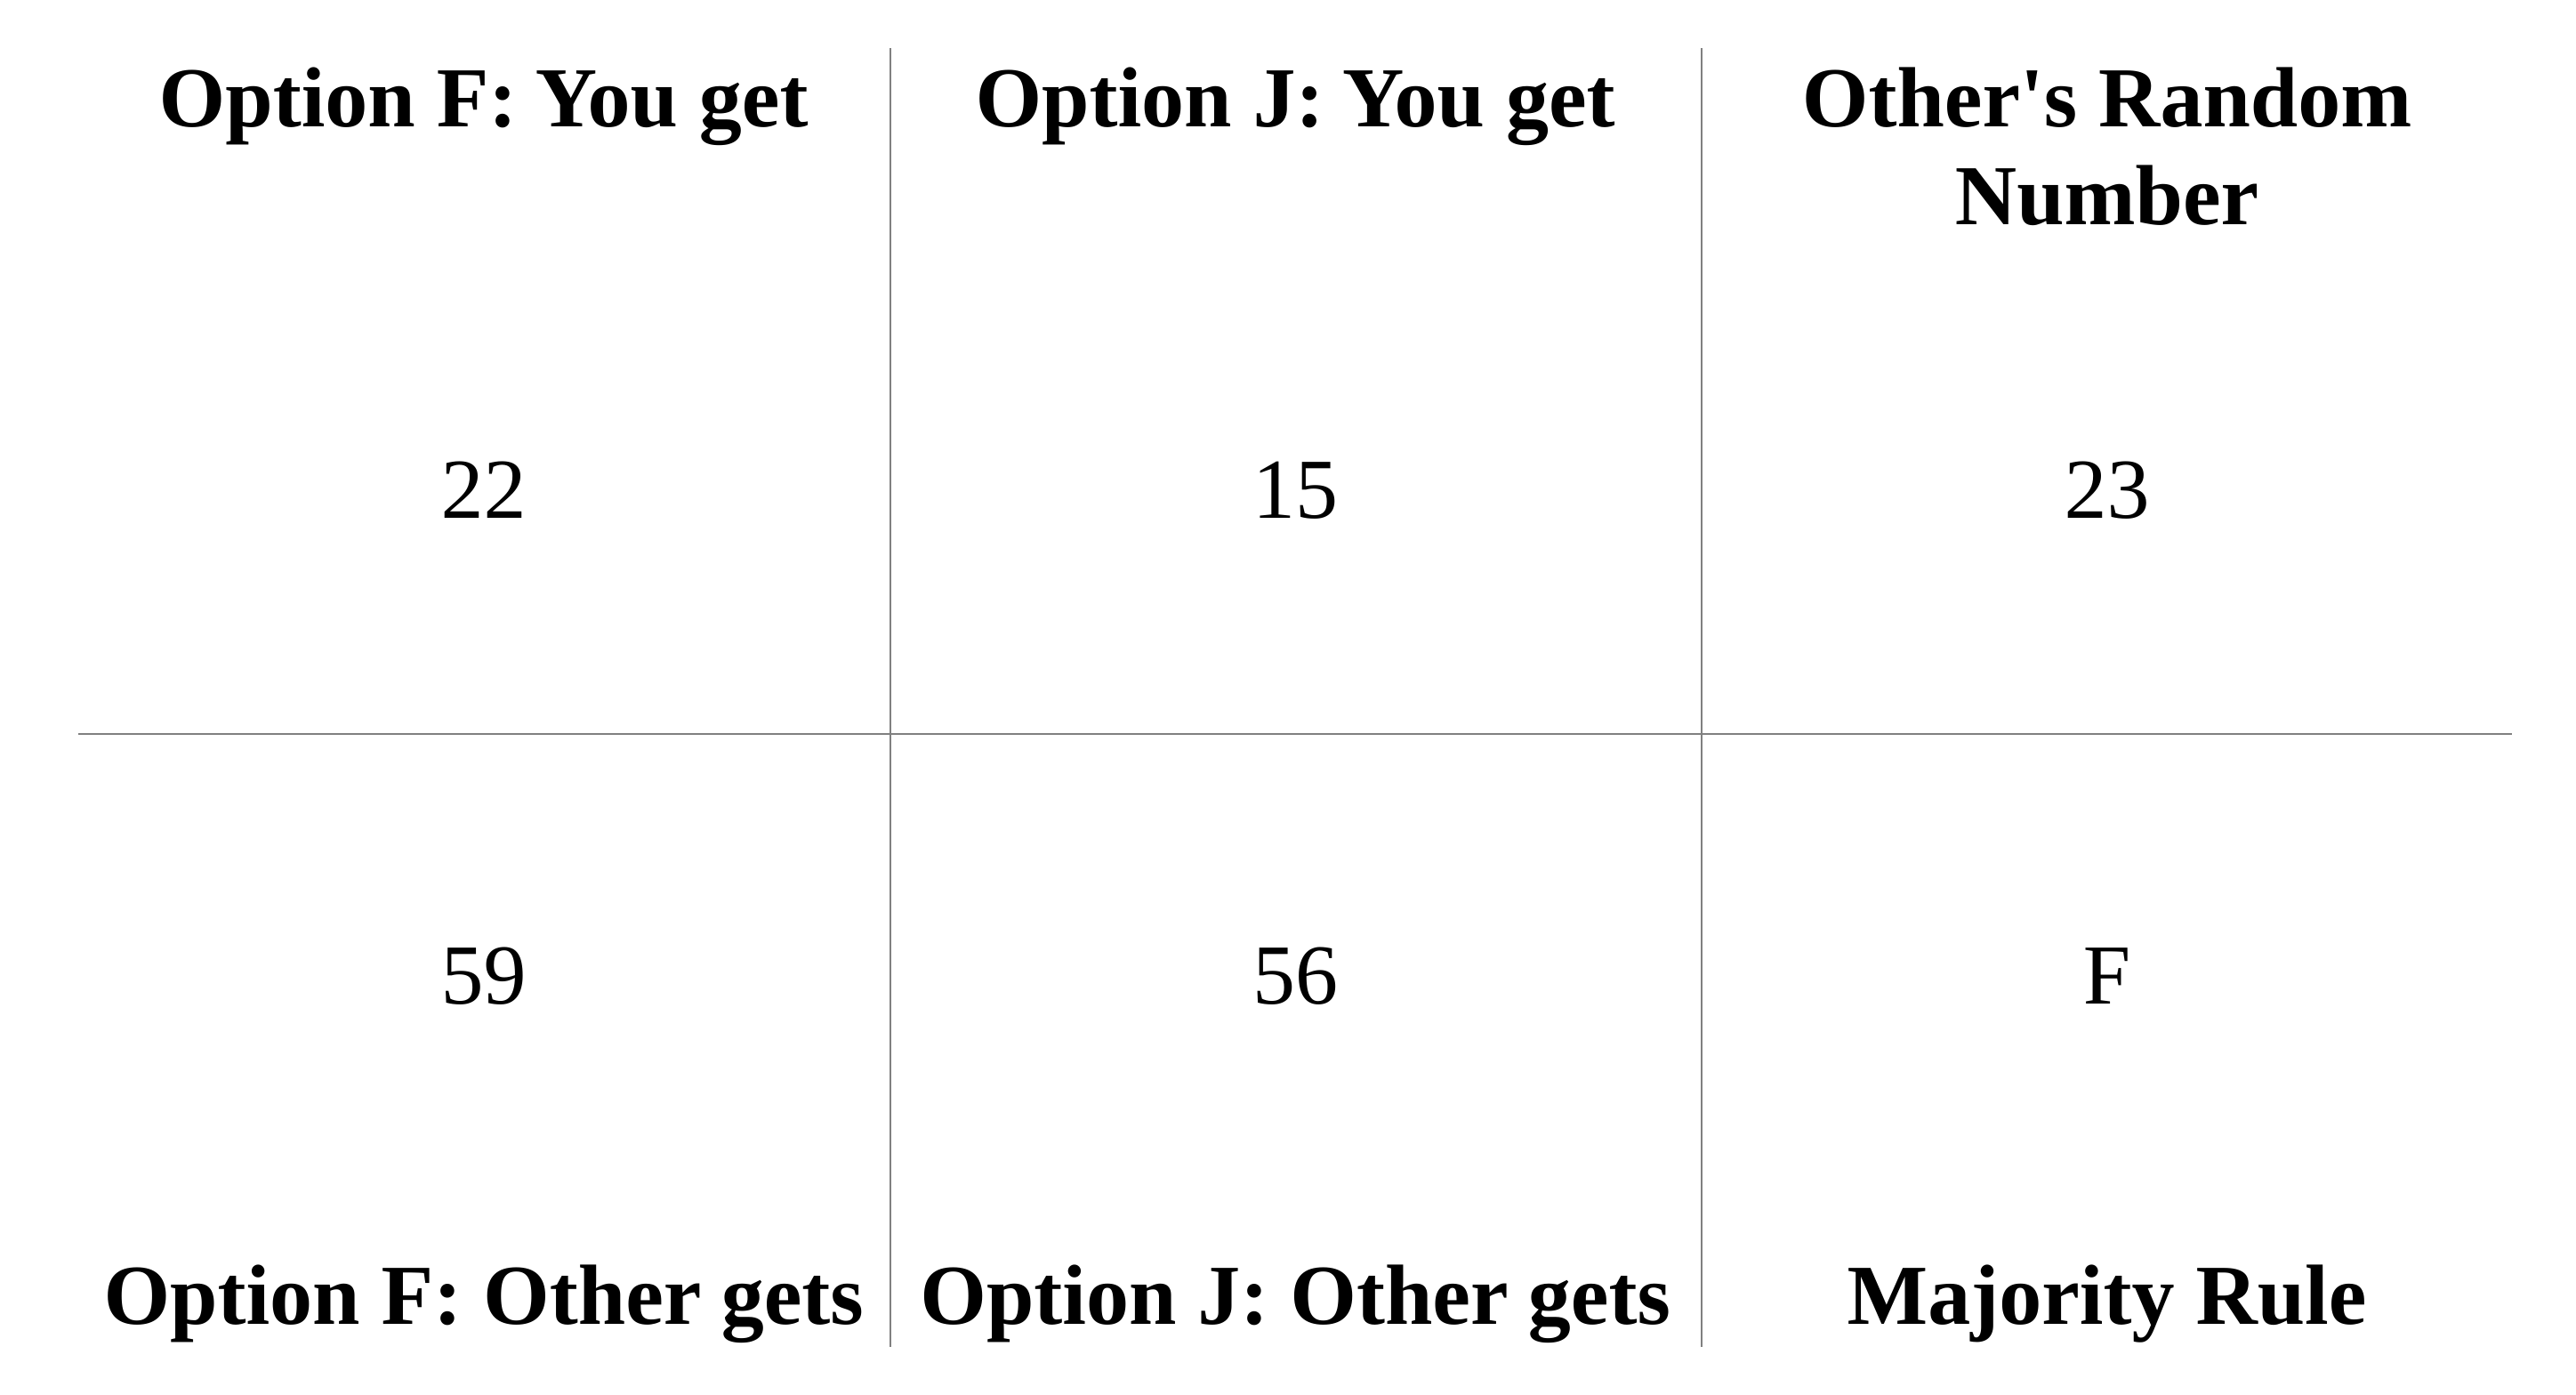 Option F: You get
Option J: You get
Other's Random
Number
22
15
23
59
56
F
Option F: Other gets
Option J: Other gets
Majority Rule